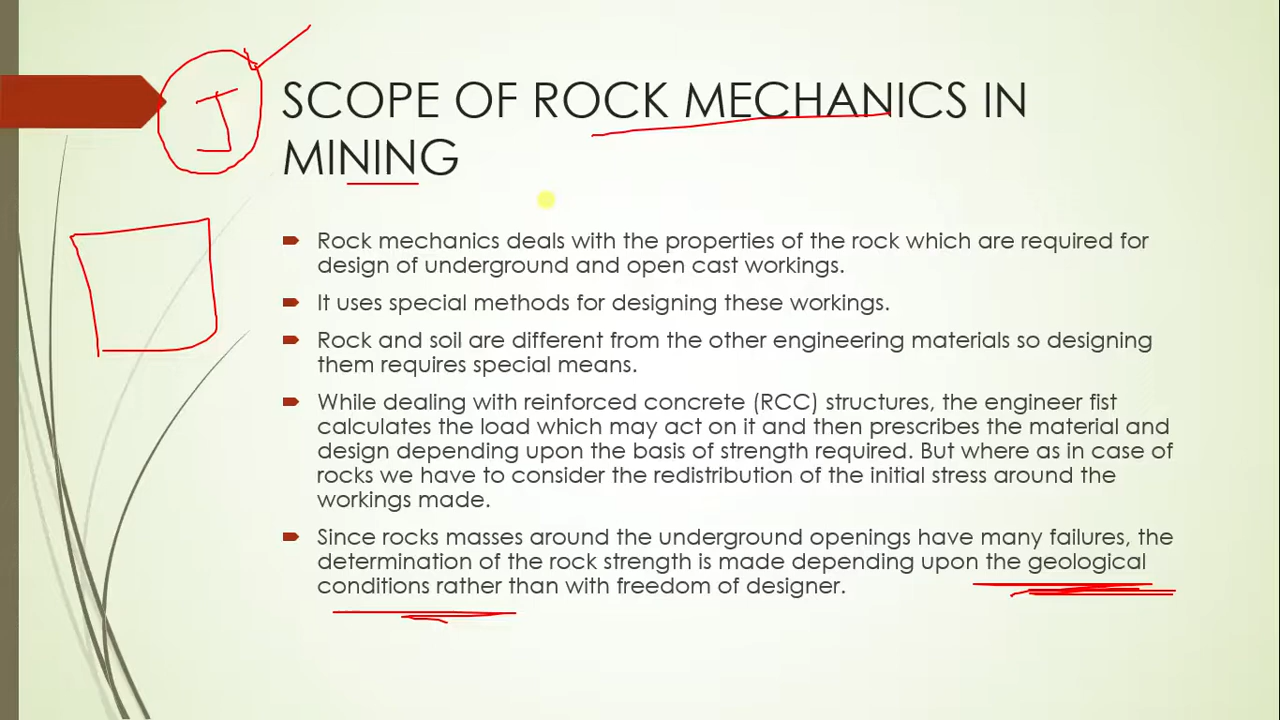 SCOPE OF ROCK MECHANICS IN
MINING
Rock mechanics deals with the properties of the rock which are required for
design of underground and open cast workings.
It uses special methods for designing these workings.
Rock and soil are different from the other engineering materials so designing
them requires special means.
While dealing with reinforced concrete (RCC) structures, the engineer fist
calculates the load which may act on it and then prescribes the material and
design depending upon the basis of strength required. But where as in case of
rocks we have to consider the redistribution of the initial stress around the
workings made.
Since rocks masses around the underground openings have many failures, the
determination of the rock strength is made depending upon the geological
conditions rather than with freedom of designer.